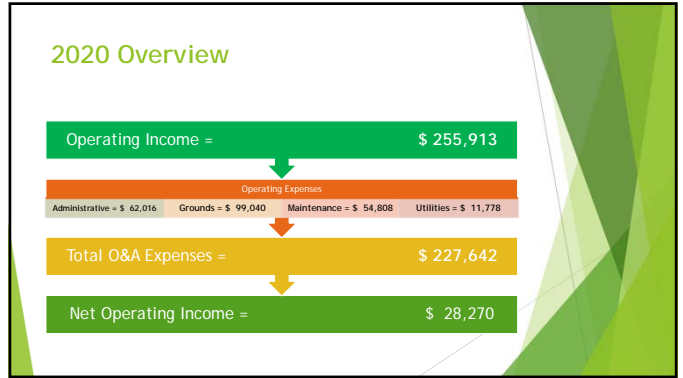 2020 Overview
Operating Income = $ 255,913
Operating Expenses
Administrative = $ 62,016 Grounds = $ 99,040 Maintenance = $ 54,808 Utilities = $ 11,778
Total O&A Expenses = $ 227,642
Net Operating Income = $ 28,270